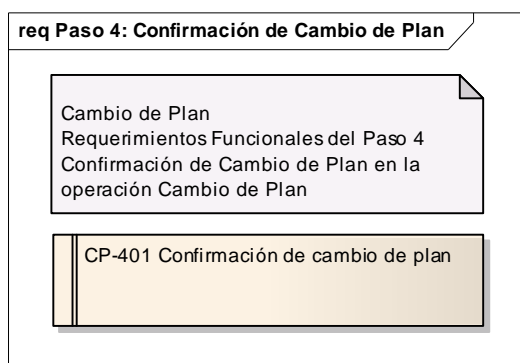 req Paso 4: Confirmación de Cambio de Plan
Cambio de Plan
Requerimientos Funcionales del Paso 4
Confirmación de Cambio de Plan en la
operación Cambio de Plan
CP-401 Confirmación de cambio de plan